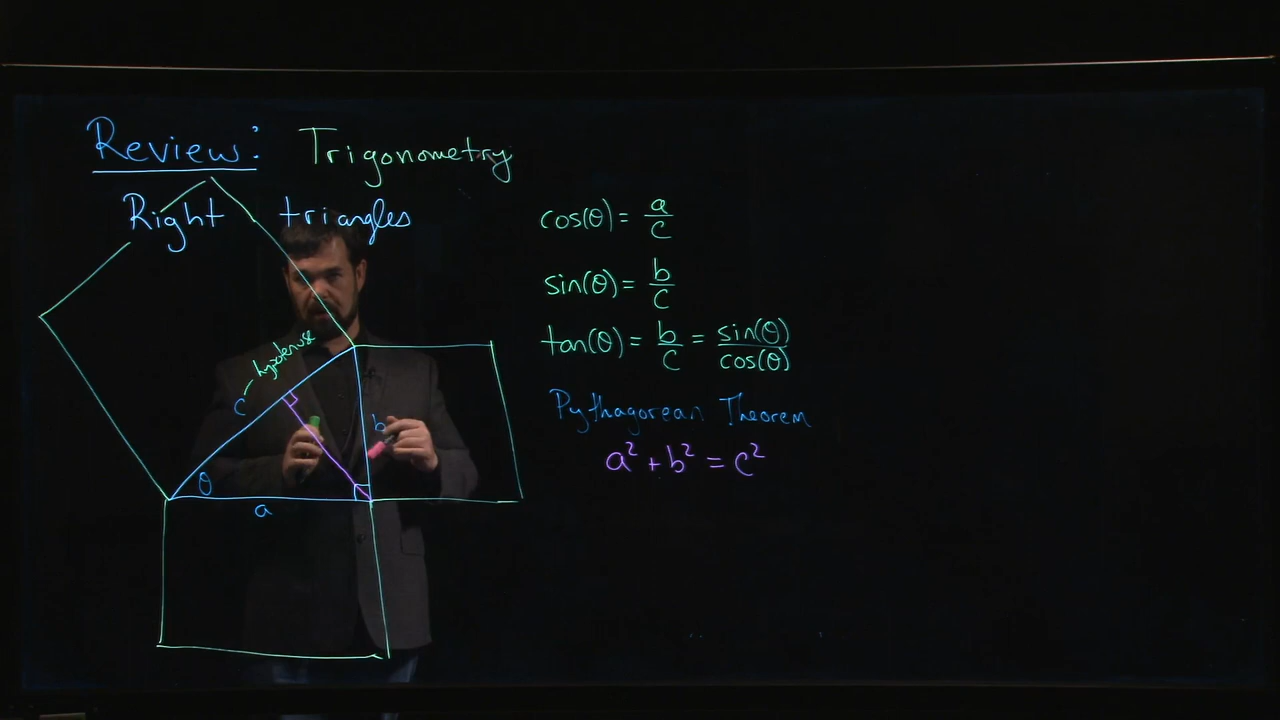 Review: Trigonometry
Right triangles
cos(θ) = a/c
sin(θ) = b/c
tan(θ) = b/c = sin(θ)/cos(θ)
Pythagorean Theorem
a² + b² = c²
hypotenuse
c
b
θ
a